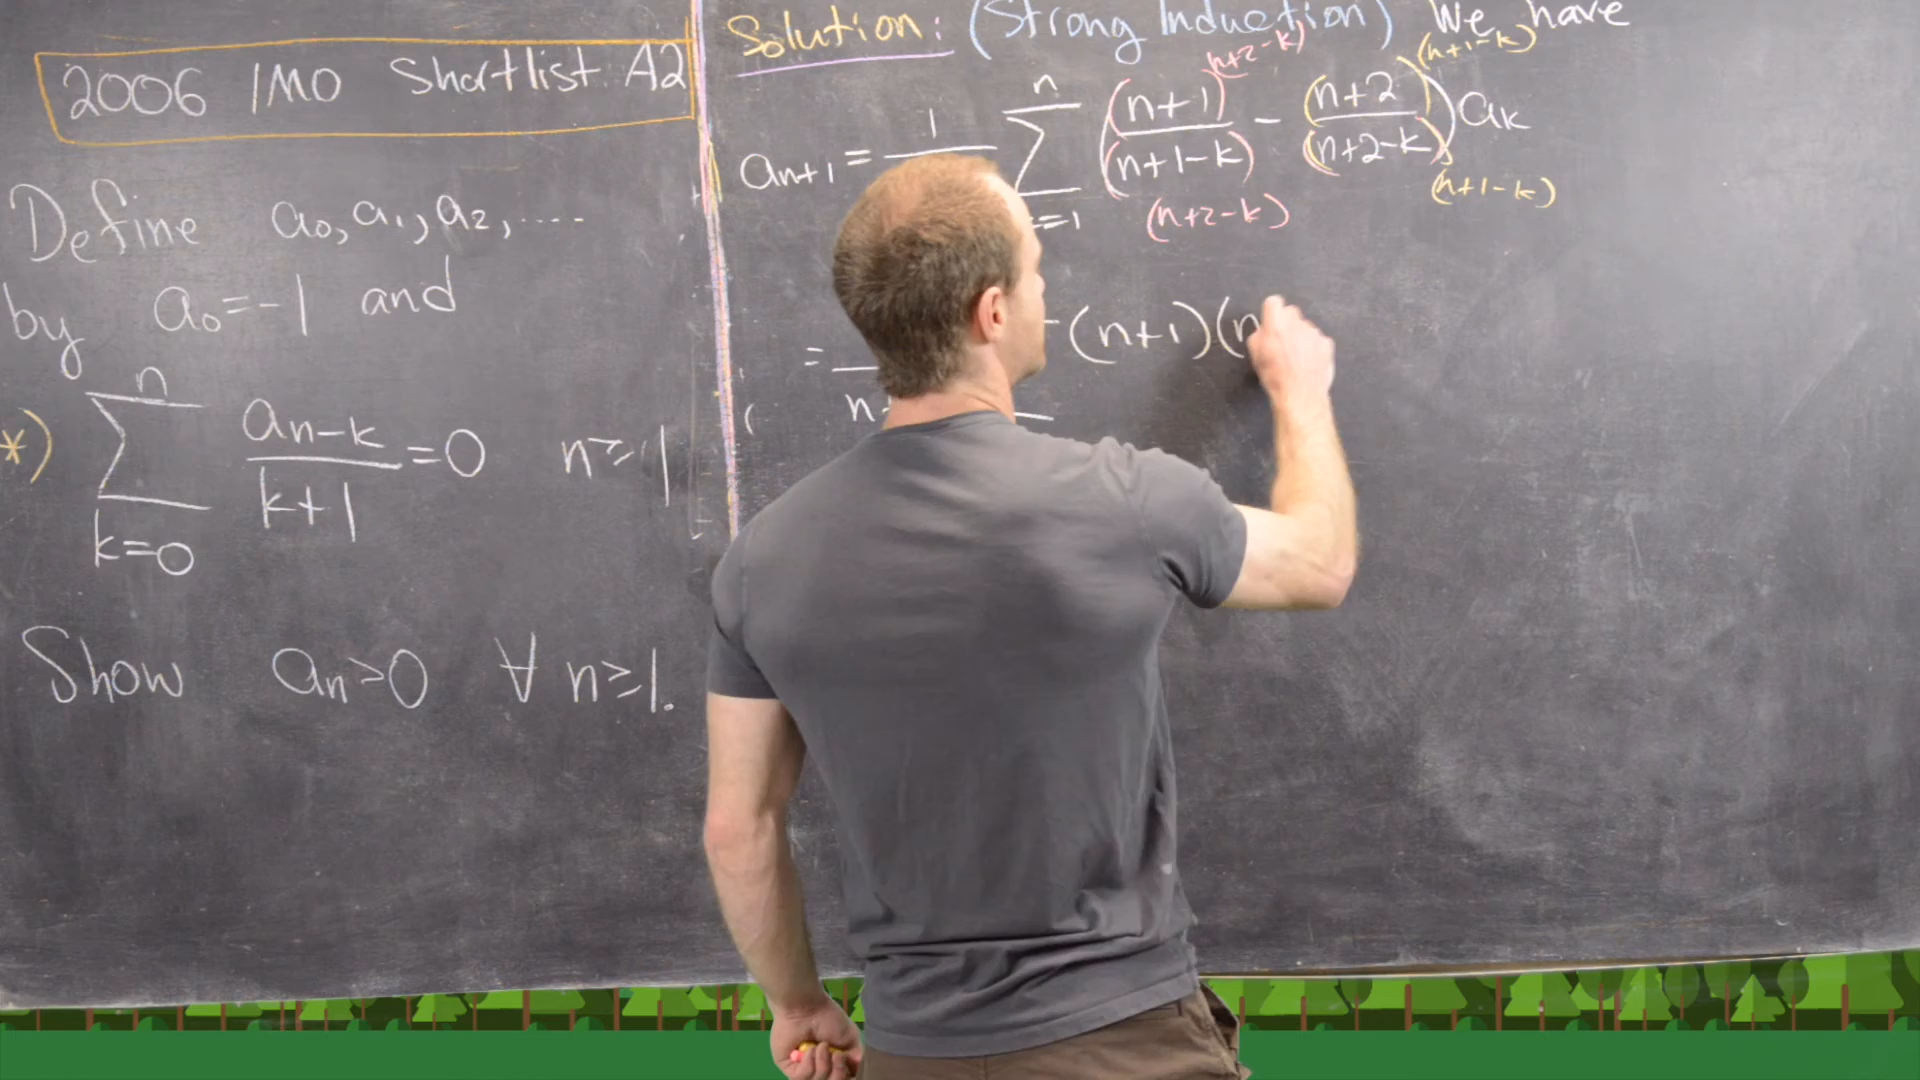 2006 IMO Shortlist A2
Define a₀, a₁, a₂, ....
by a₀ = -1 and
*) ∑ₖ₌₀ⁿ aₙ₋ₖ/(k+1) = 0 n ≥ 1
Show aₙ > 0 ∀ n ≥ 1.
Solution: (Strong Induction) We have
aₙ₊₁ = 1/ ∑ⁿ =1 ((n+1)(n+2-k)/(n+1-k)(n+2-k) - (n+2)(n+1-k)/(n+2-k)(n+1-k)) aₖ
= (n+1)(n
n